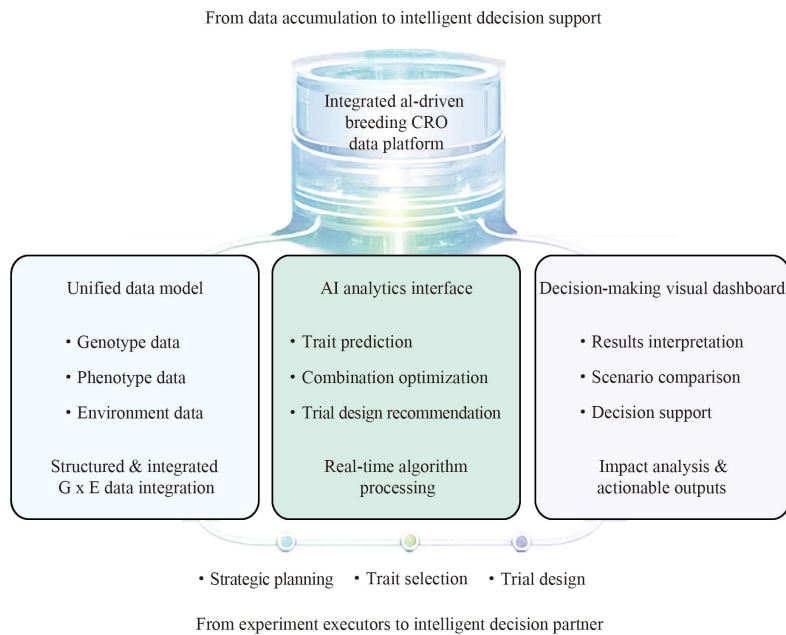 From data accumulation to intelligent ddecision support
Integrated al-driven
breeding CRO
data platform
Unified data model
• Genotype data
• Phenotype data
• Environment data
Structured & integrated
G x E data integration
AI analytics interface
• Trait prediction
• Combination optimization
• Trial design recommendation
Real-time algorithm
processing
Decision-making visual dashboard
• Results interpretation
• Scenario comparison
• Decision support
Impact analysis &
actionable outputs
• Strategic planning • Trait selection • Trial design
From experiment executors to intelligent decision partner